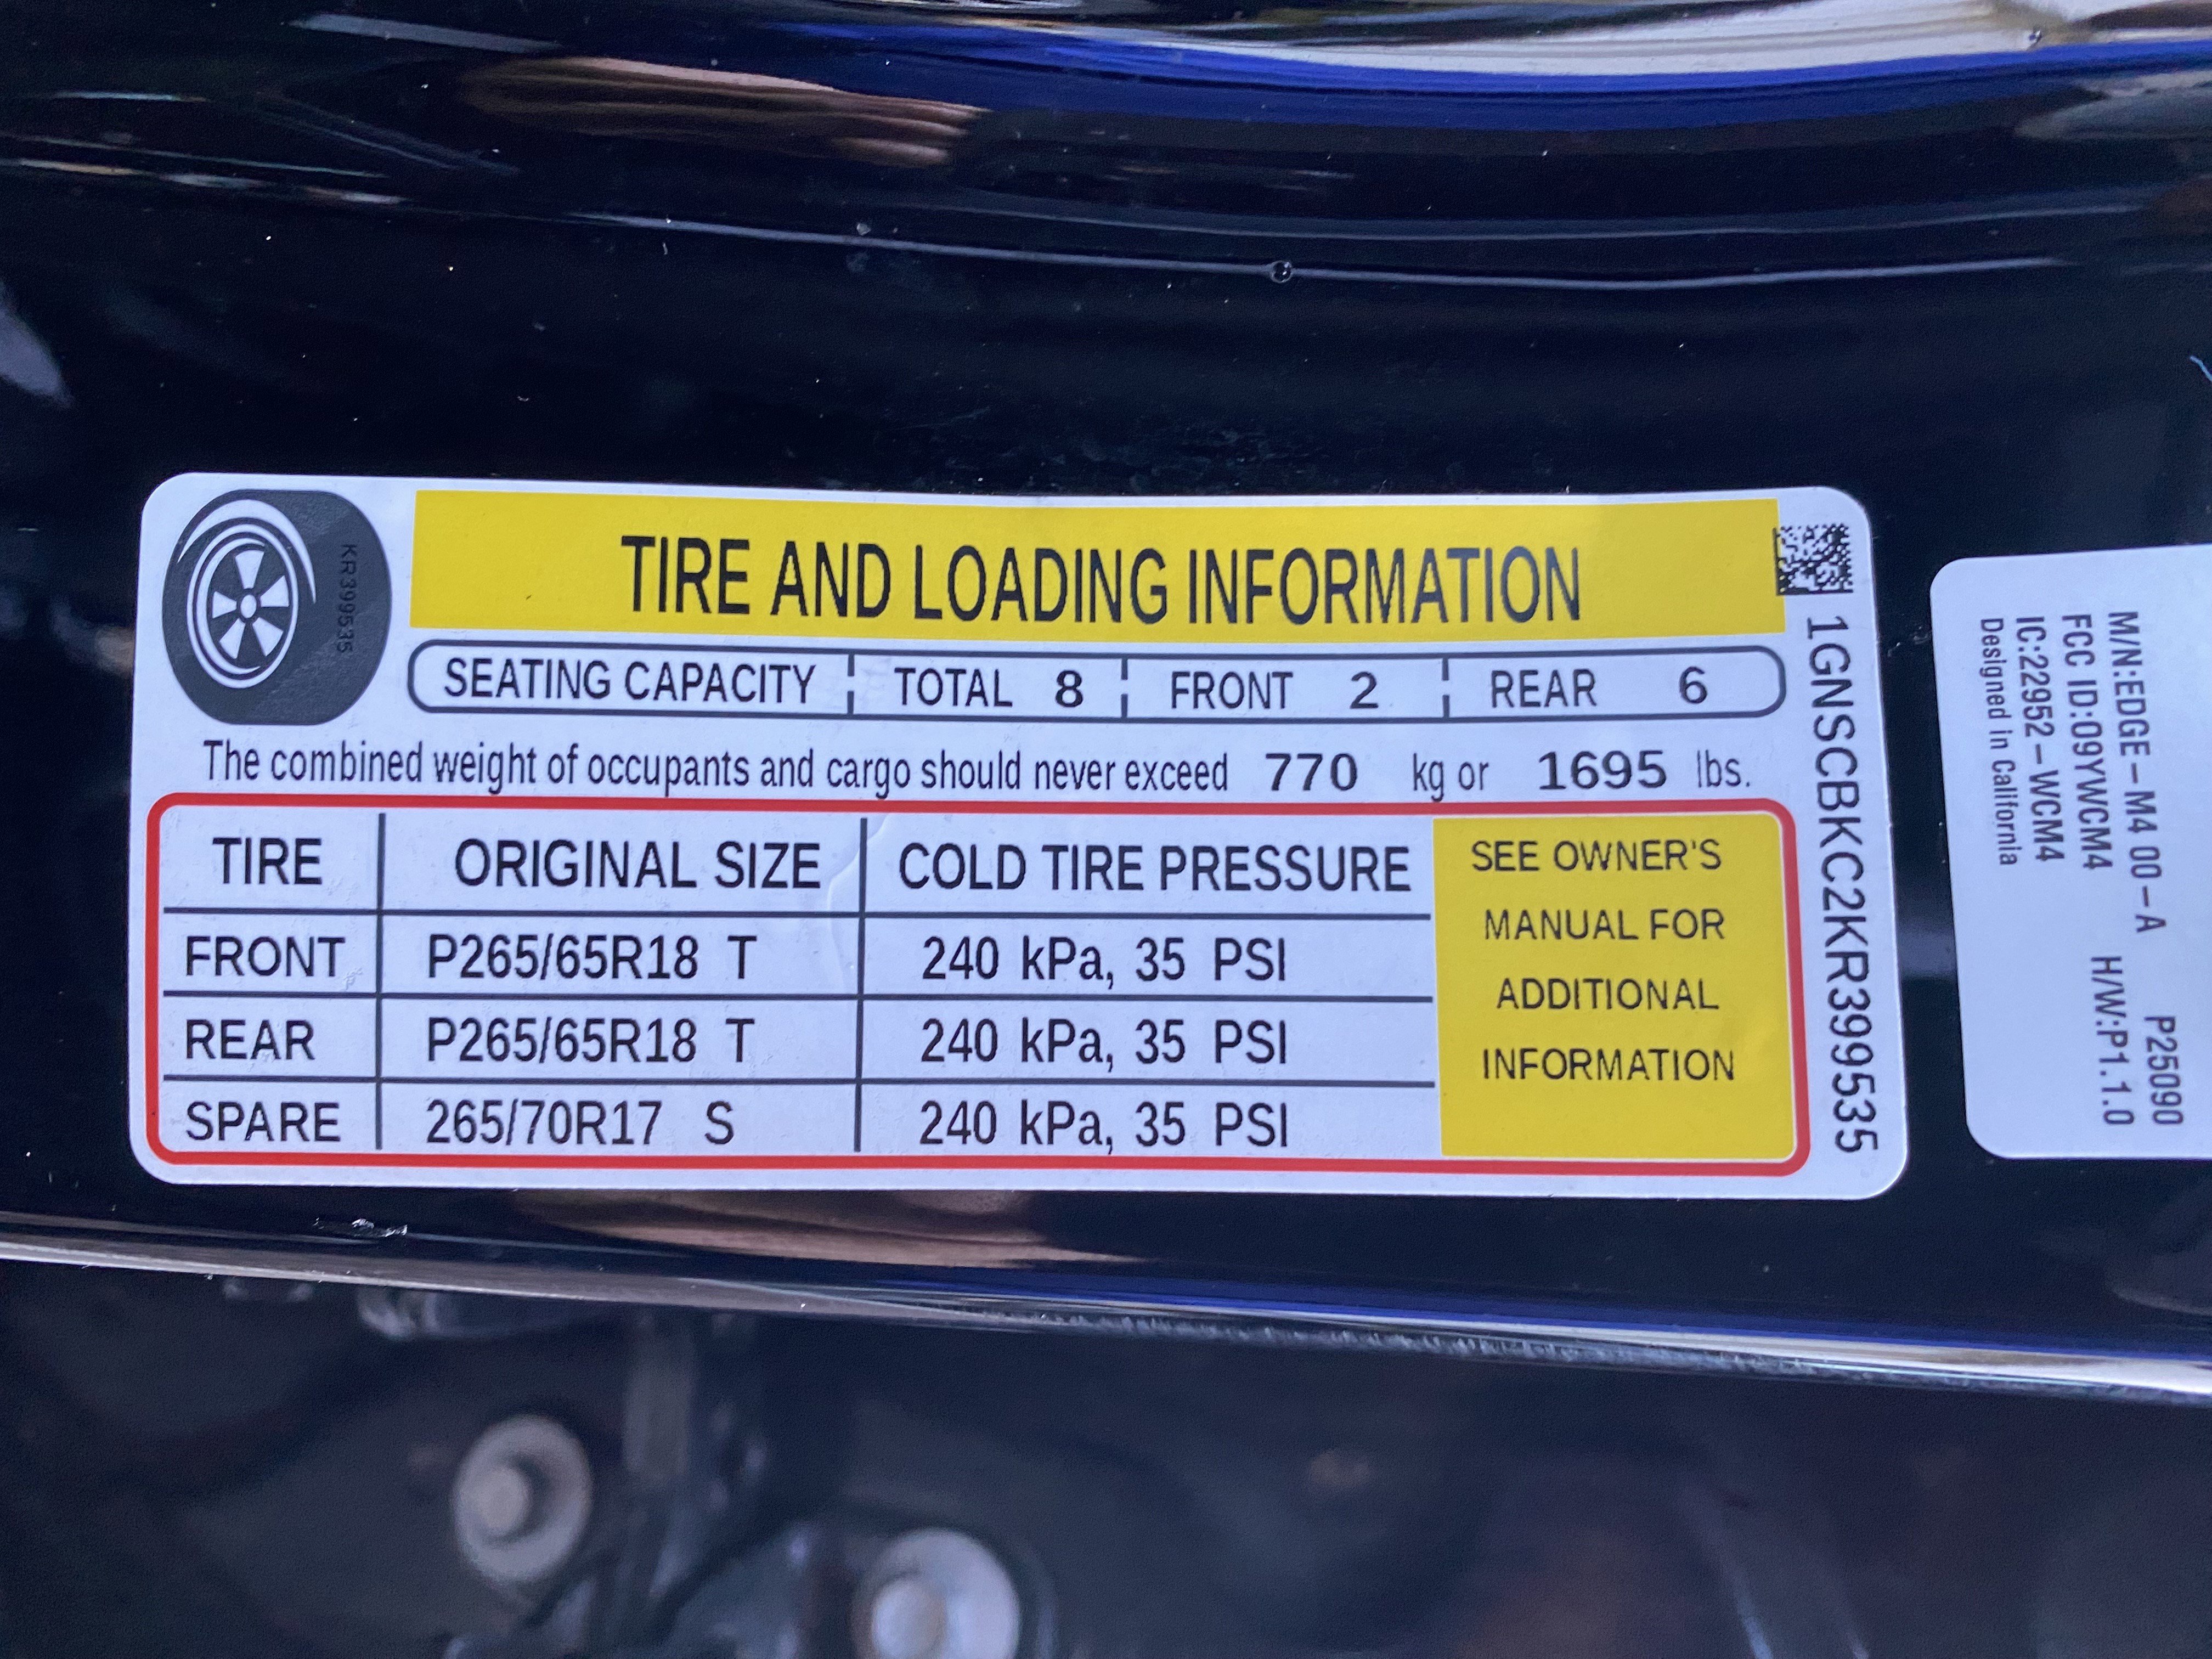 KR399535
TIRE AND LOADING INFORMATION
SEATING CAPACITY TOTAL 8 FRONT 2 REAR 6
The combined weight of occupants and cargo should never exceed 770 kg or 1695 lbs.
TIRE ORIGINAL SIZE COLD TIRE PRESSURE
FRONT P265/65R18 T 240 kPa, 35 PSI
REAR P265/65R18 T 240 kPa, 35 PSI
SPARE 265/70R17 S 240 kPa, 35 PSI
SEE OWNER'S
MANUAL FOR
ADDITIONAL
INFORMATION
1GNSCBKC2KR399535
P25090
M/N:EDGE-M4 00-A H/W:P1.1.0
FCC ID:09YWCM4
IC:22952-WCM4
Designed in California